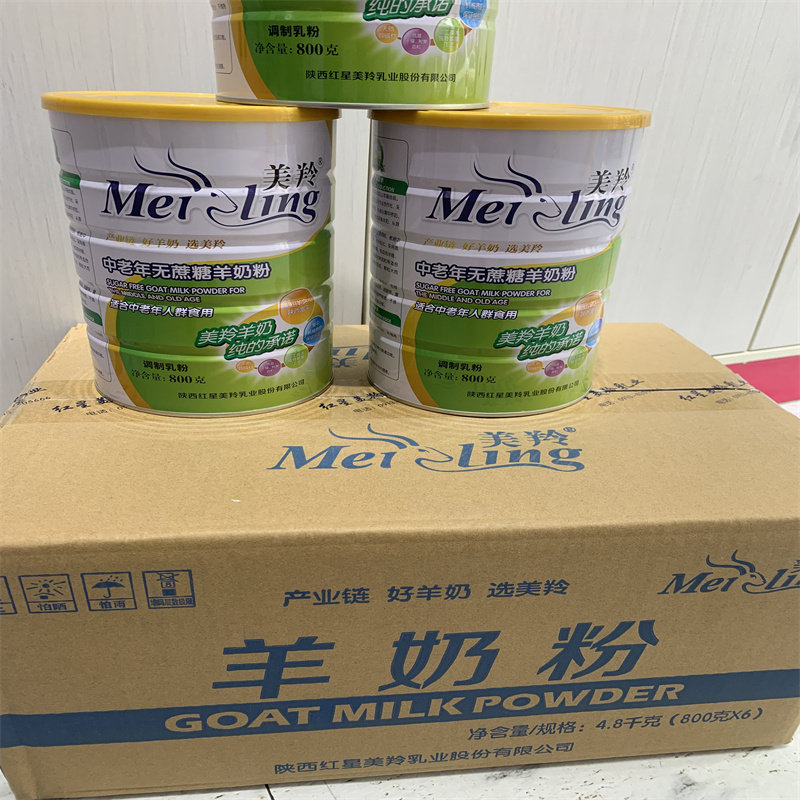 纯的承诺
调制乳粉
净含量：800克
陕西红星美羚乳业股份有限公司
美羚®
Meiling
产业链 好羊奶 选美羚
中老年无蔗糖羊奶粉
SUGAR FREE GOAT MILK POWDER FOR
THE MIDDLE AND OLD AGE
适合中老年人群食用
美羚羊奶
纯的承诺
调制乳粉
净含量：800克
陕西红星美羚乳业股份有限公司
美羚®
Meiling
产业链 好羊奶 选美羚
中老年无蔗糖羊奶粉
SUGAR FREE GOAT MILK POWDER FOR
THE MIDDLE AND OLD AGE
适合中老年人群食用
美羚羊奶
纯的承诺
调制乳粉
净含量：800克
陕西红星美羚乳业股份有限公司
美羚®
Meiling
怕晒
怕雨
产业链 好羊奶 选美羚
美
Meiling
羊奶粉
GOAT MILK POWDER
净含量/规格：4.8千克（800克X6）
陕西红星美羚乳业股份有限公司